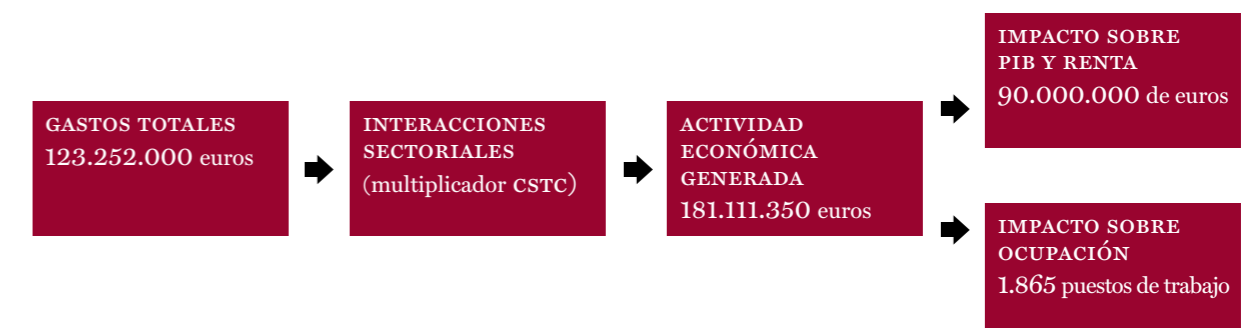 GASTOS TOTALES
123.252.000 euros
INTERACCIONES
SECTORIALES
(multiplicador CSTC)
ACTIVIDAD
ECONÓMICA
GENERADA
181.111.350 euros
IMPACTO SOBRE
PIB Y RENTA
90.000.000 de euros
IMPACTO SOBRE
OCUPACIÓN
1.865 puestos de trabajo